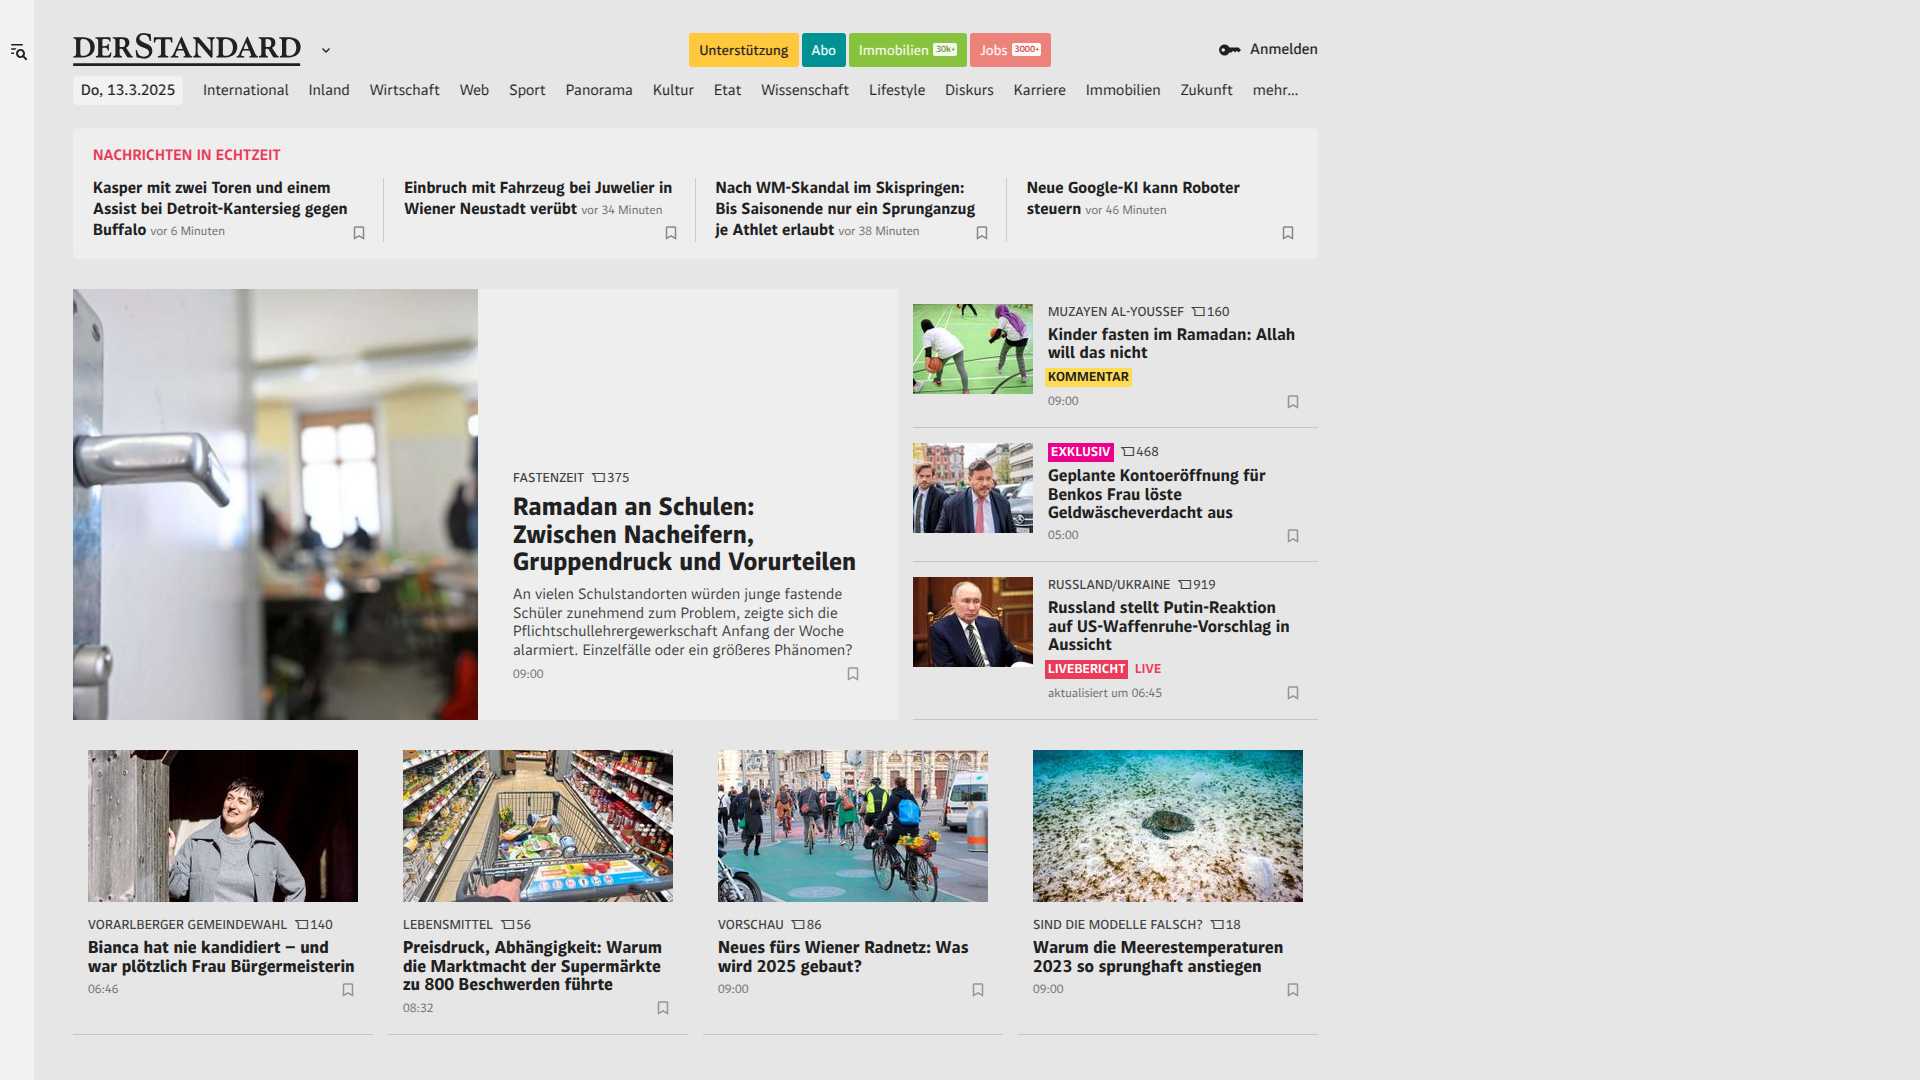 DERSTANDARD
Unterstützung
Abo
Immobilien 30k+
Jobs 3000+
Anmelden
Do, 13.3.2025
International
Inland
Wirtschaft
Web
Sport
Panorama
Kultur
Etat
Wissenschaft
Lifestyle
Diskurs
Karriere
Immobilien
Zukunft
mehr...
NACHRICHTEN IN ECHTZEIT
Kasper mit zwei Toren und einem
Assist bei Detroit-Kantersieg gegen
Buffalo vor 6 Minuten
Einbruch mit Fahrzeug bei Juwelier in
Wiener Neustadt verübt vor 34 Minuten
Nach WM-Skandal im Skispringen:
Bis Saisonende nur ein Sprunganzug
je Athlet erlaubt vor 38 Minuten
Neue Google-KI kann Roboter
steuern vor 46 Minuten
FASTENZEIT 375
Ramadan an Schulen:
Zwischen Nacheifern,
Gruppendruck und Vorurteilen
An vielen Schulstandorten würden junge fastende
Schüler zunehmend zum Problem, zeigte sich die
Pflichtschullehrergewerkschaft Anfang der Woche
alarmiert. Einzelfälle oder ein größeres Phänomen?
09:00
MUZAYEN AL-YOUSSEF 160
Kinder fasten im Ramadan: Allah
will das nicht
KOMMENTAR
09:00
EXKLUSIV 468
Geplante Kontoeröffnung für
Benkos Frau löste
Geldwäscheverdacht aus
05:00
RUSSLAND/UKRAINE 919
Russland stellt Putin-Reaktion
auf US-Waffenruhe-Vorschlag in
Aussicht
LIVEBERICHT LIVE
aktualisiert um 06:45
VORARLBERGER GEMEINDEWAHL 140
Bianca hat nie kandidiert – und
war plötzlich Frau Bürgermeisterin
06:46
LEBENSMITTEL 56
Preisdruck, Abhängigkeit: Warum
die Marktmacht der Supermärkte
zu 800 Beschwerden führte
08:32
VORSCHAU 86
Neues fürs Wiener Radnetz: Was
wird 2025 gebaut?
09:00
SIND DIE MODELLE FALSCH? 18
Warum die Meerestemperaturen
2023 so sprunghaft anstiegen
09:00